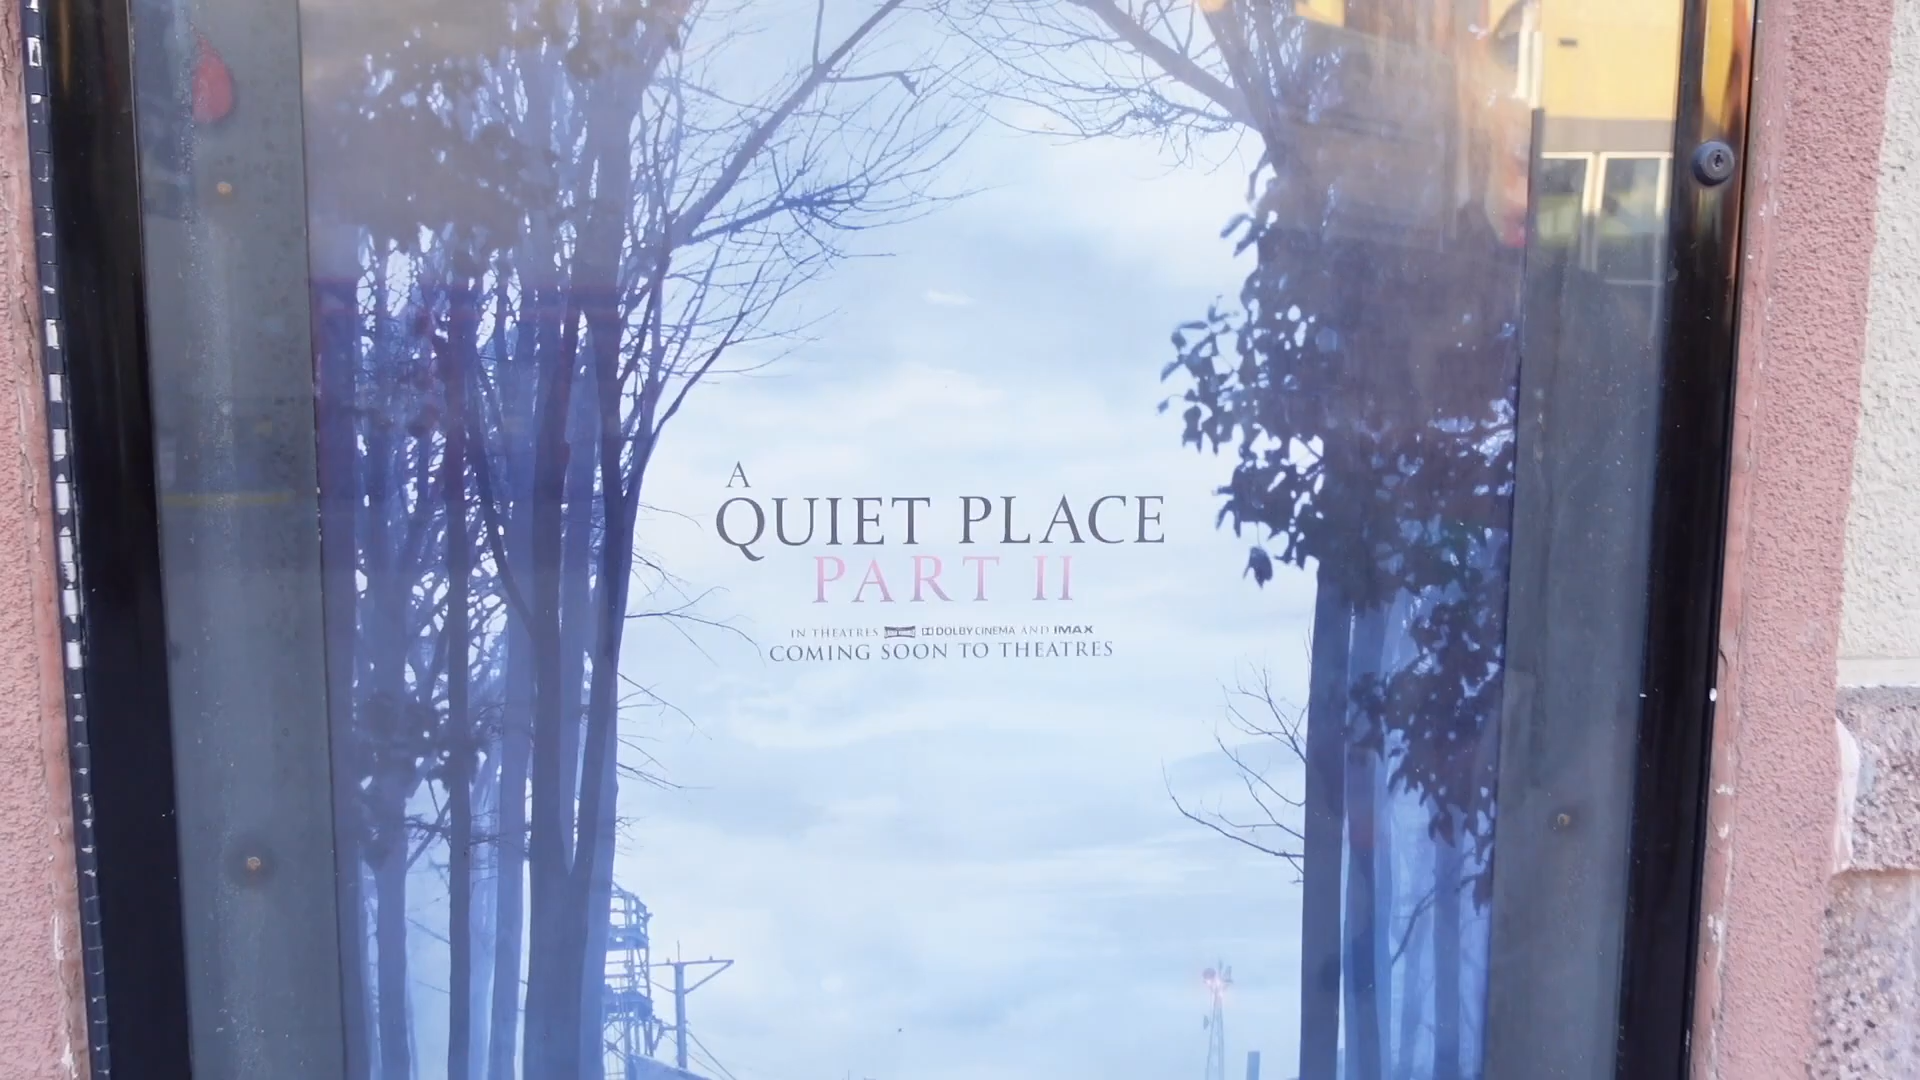 A
QUIET PLACE
PART II
IN THEATRES DOLBY CINEMA AND IMAX
COMING SOON TO THEATRES